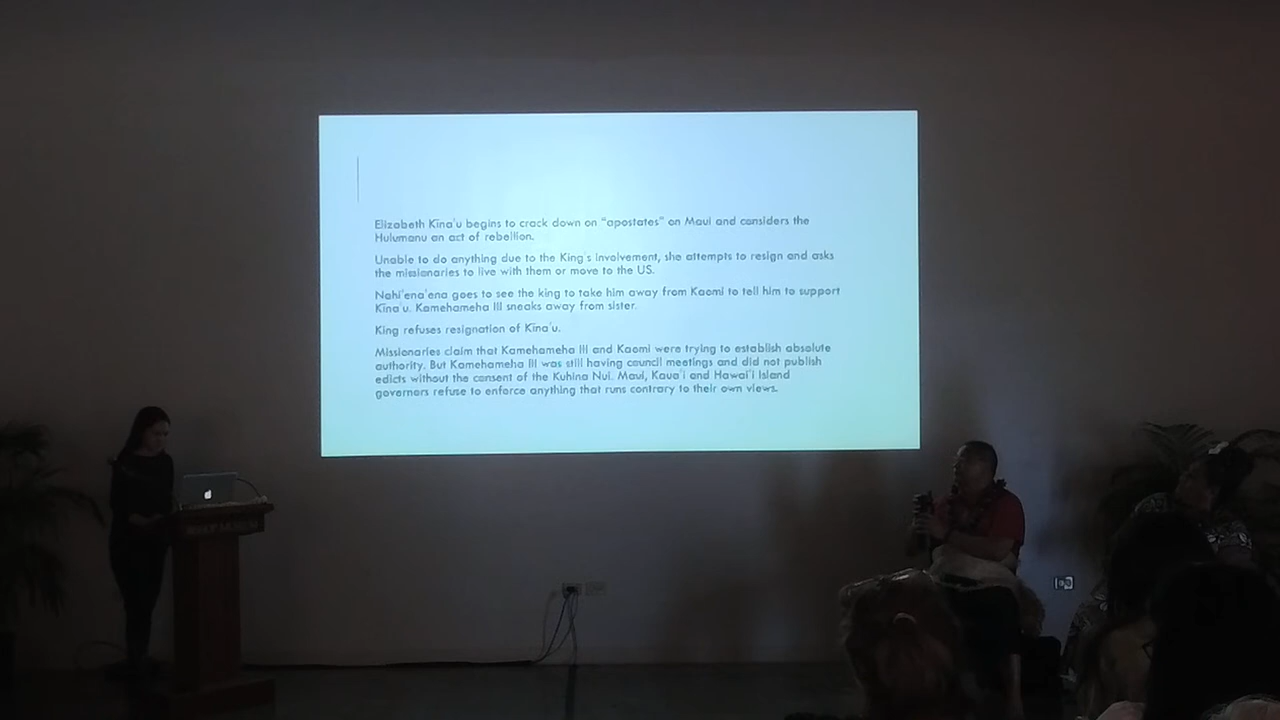 Elizabeth Kīna'u begins to crack down on "apostates" on Maui and considers the
Hulumanu an act of rebellion.
Unable to do anything due to the King's involvement, she attempts to resign and asks
the missionaries to live with them or move to the US.
Nahi'ena'ena goes to see the king to take him away from Kaomi to tell him to support
Kīna'u. Kamehameha III sneaks away from sister.
King refuses resignation of Kīna'u.
Missionaries claim that Kamehameha III and Kaomi were trying to establish absolute
authority. But Kamehameha III was still having council meetings and did not publish
edicts without the consent of the Kuhina Nui. Maui, Kaua'i and Hawai'i Island
governors refuse to enforce anything that runs contrary to their own views.